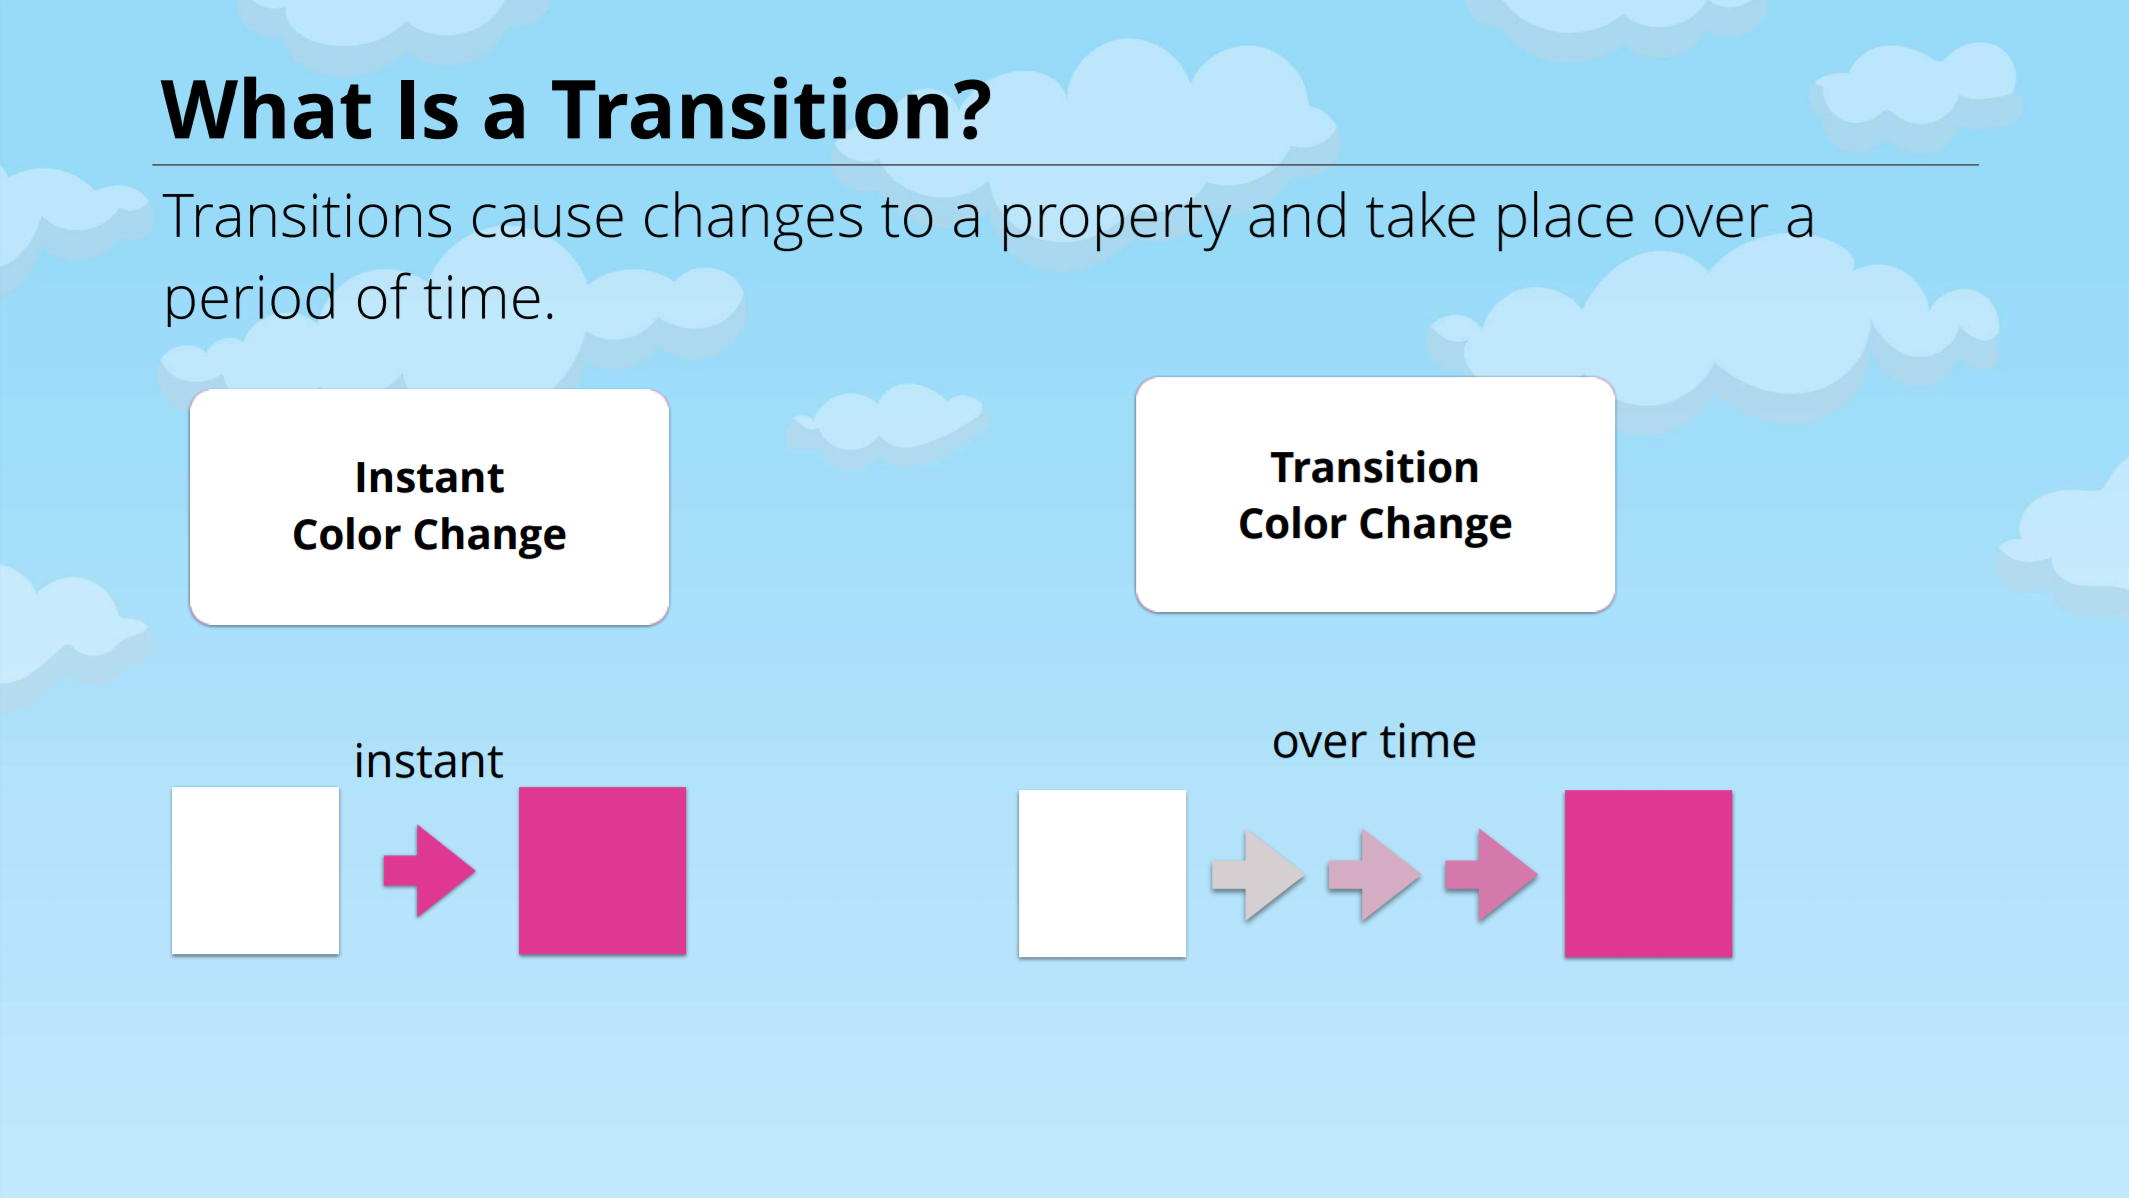 What Is a Transition?
Transitions cause changes to a property and take place over a
period of time.
Instant
Color Change
Transition
Color Change
instant
over time